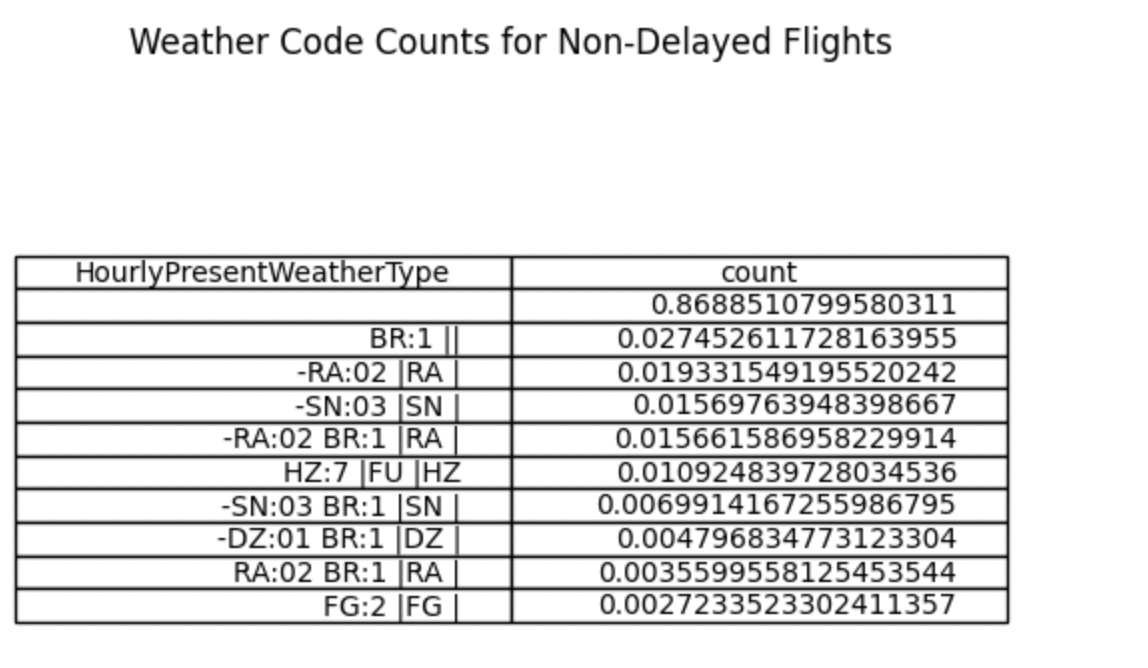 Weather Code Counts for Non-Delayed Flights
HourlyPresentWeatherType count
0.8688510799580311
BR:1 || 0.027452611728163955
-RA:02 |RA | 0.019331549195520242
-SN:03 |SN | 0.01569763948398667
-RA:02 BR:1 |RA | 0.015661586958229914
HZ:7 |FU |HZ 0.010924839728034536
-SN:03 BR:1 |SN | 0.0069914167255986795
-DZ:01 BR:1 |DZ | 0.004796834773123304
RA:02 BR:1 |RA | 0.0035599558125453544
FG:2 |FG | 0.0027233523302411357